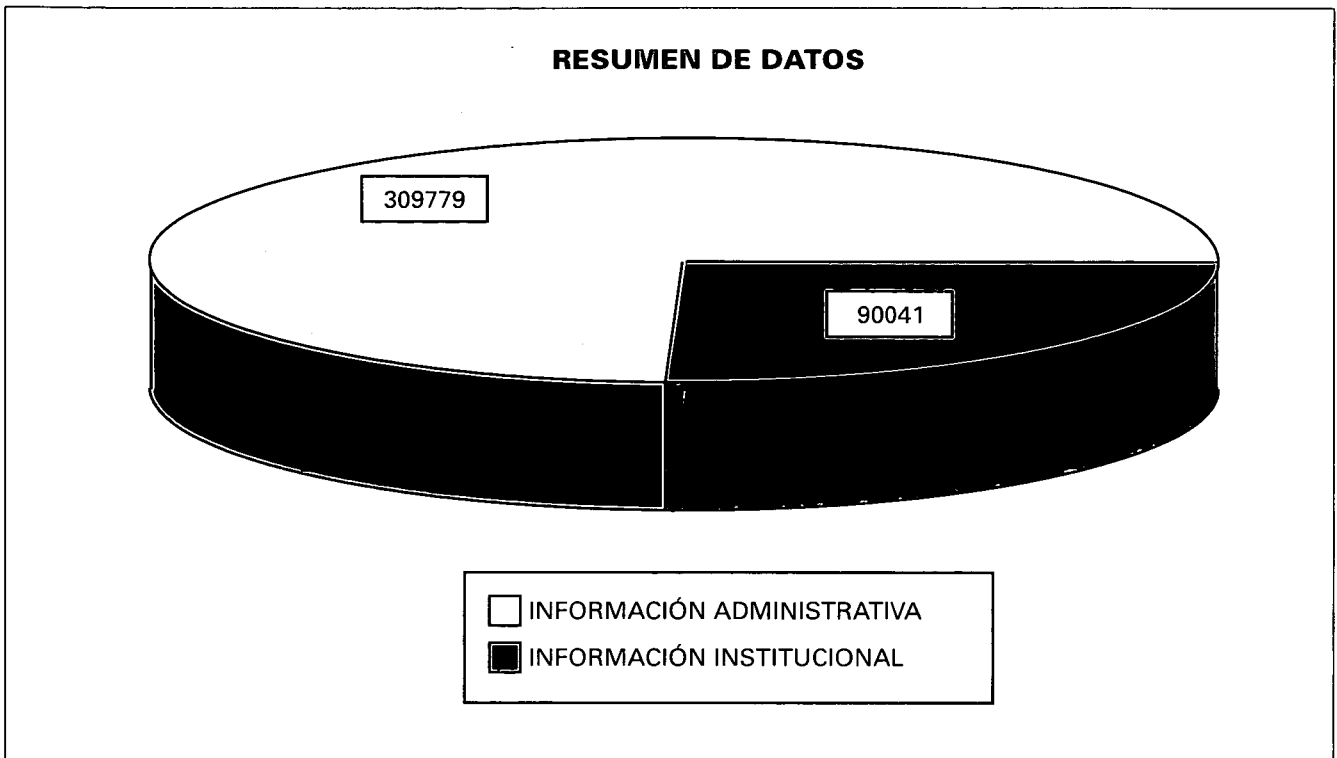 RESUMEN DE DATOS
309779
90041
INFORMACIÓN ADMINISTRATIVA
INFORMACIÓN INSTITUCIONAL